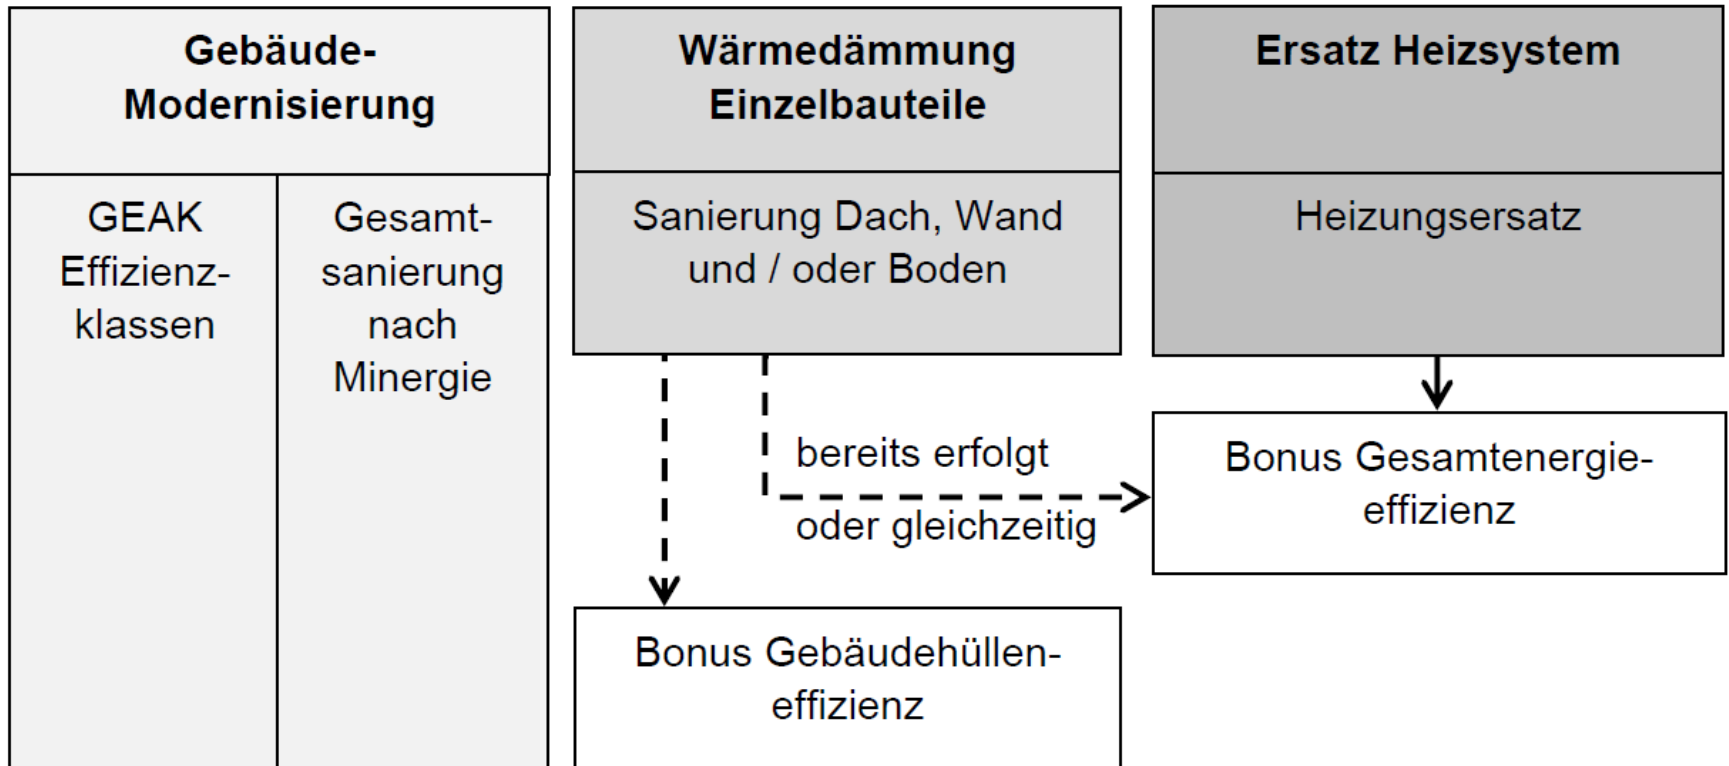 Gebäude-
Modernisierung
GEAK
Effizienz-
klassen
Gesamt-
sanierung
nach
Minergie
Wärmedämmung
Einzelbauteile
Sanierung Dach, Wand
und / oder Boden
bereits erfolgt
oder gleichzeitig
Bonus Gebäudehüllen-
effizienz
Ersatz Heizsystem
Heizungsersatz
Bonus Gesamtenergie-
effizienz